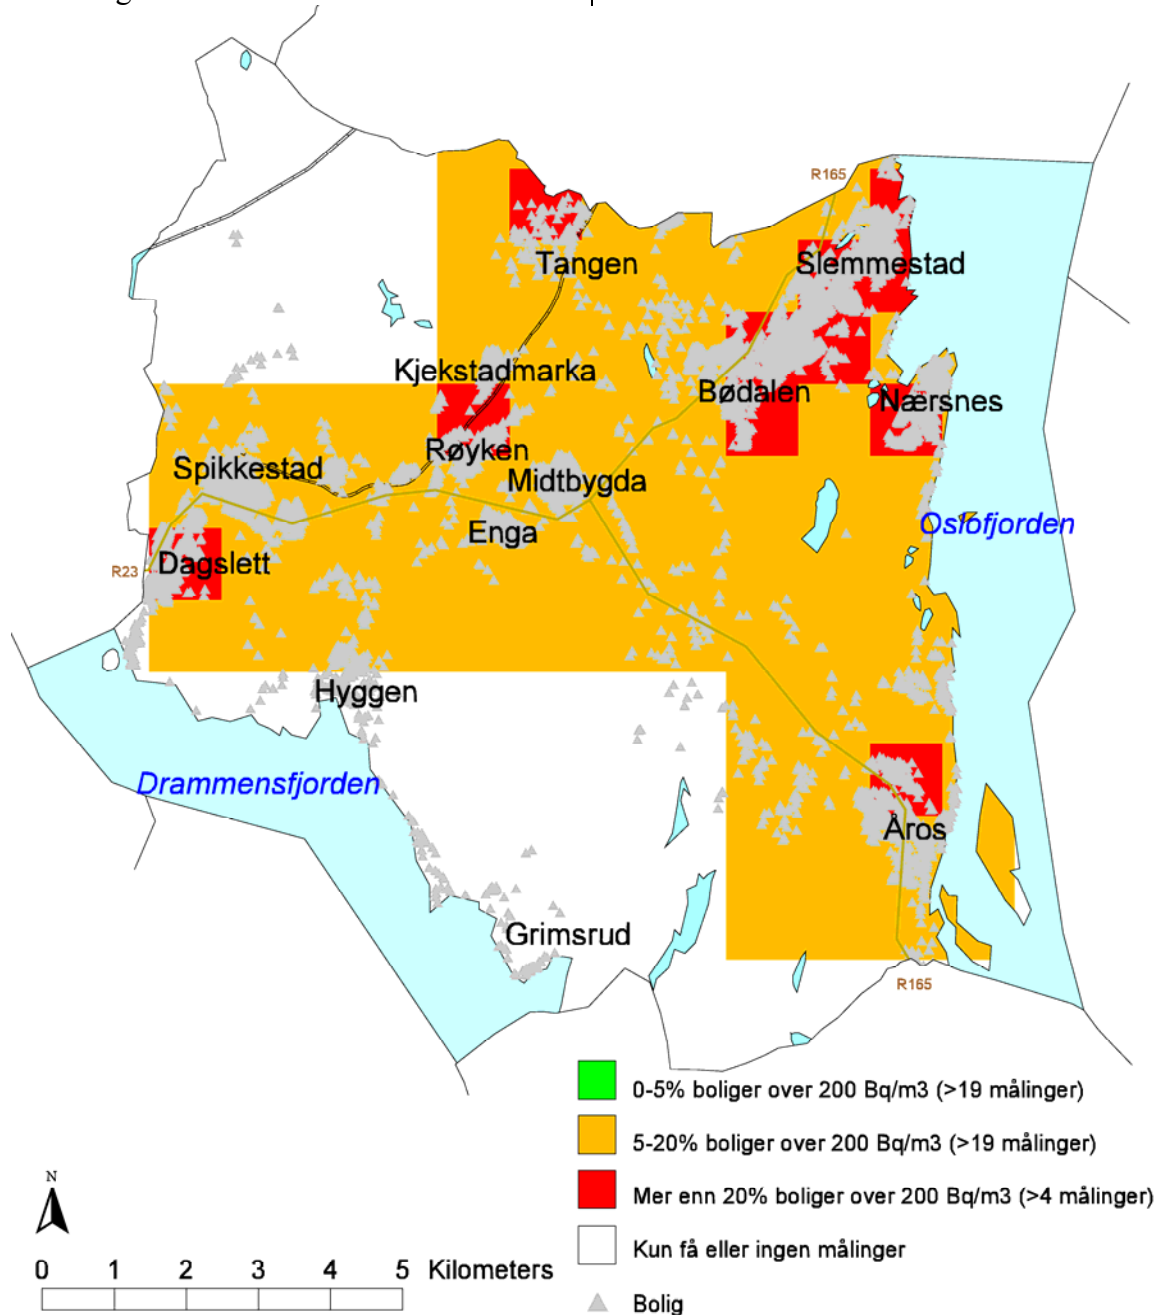 R165
Slemmestad
Tangen
Kjekstadmarka
Bødalen
Nærsnes
Røyken
Spikkestad
Midtbygda
Oslofjorden
Enga
Dagslett
R23
Hyggen
Drammensfjorden
Åros
Grimsrud
R165
0-5% boliger over 200 Bq/m3 (>19 målinger)
5-20% boliger over 200 Bq/m3 (>19 målinger)
Mer enn 20% boliger over 200 Bq/m3 (>4 målinger)
Kun få eller ingen målinger
Bolig
N
0 1 2 3 4 5 Kilometers